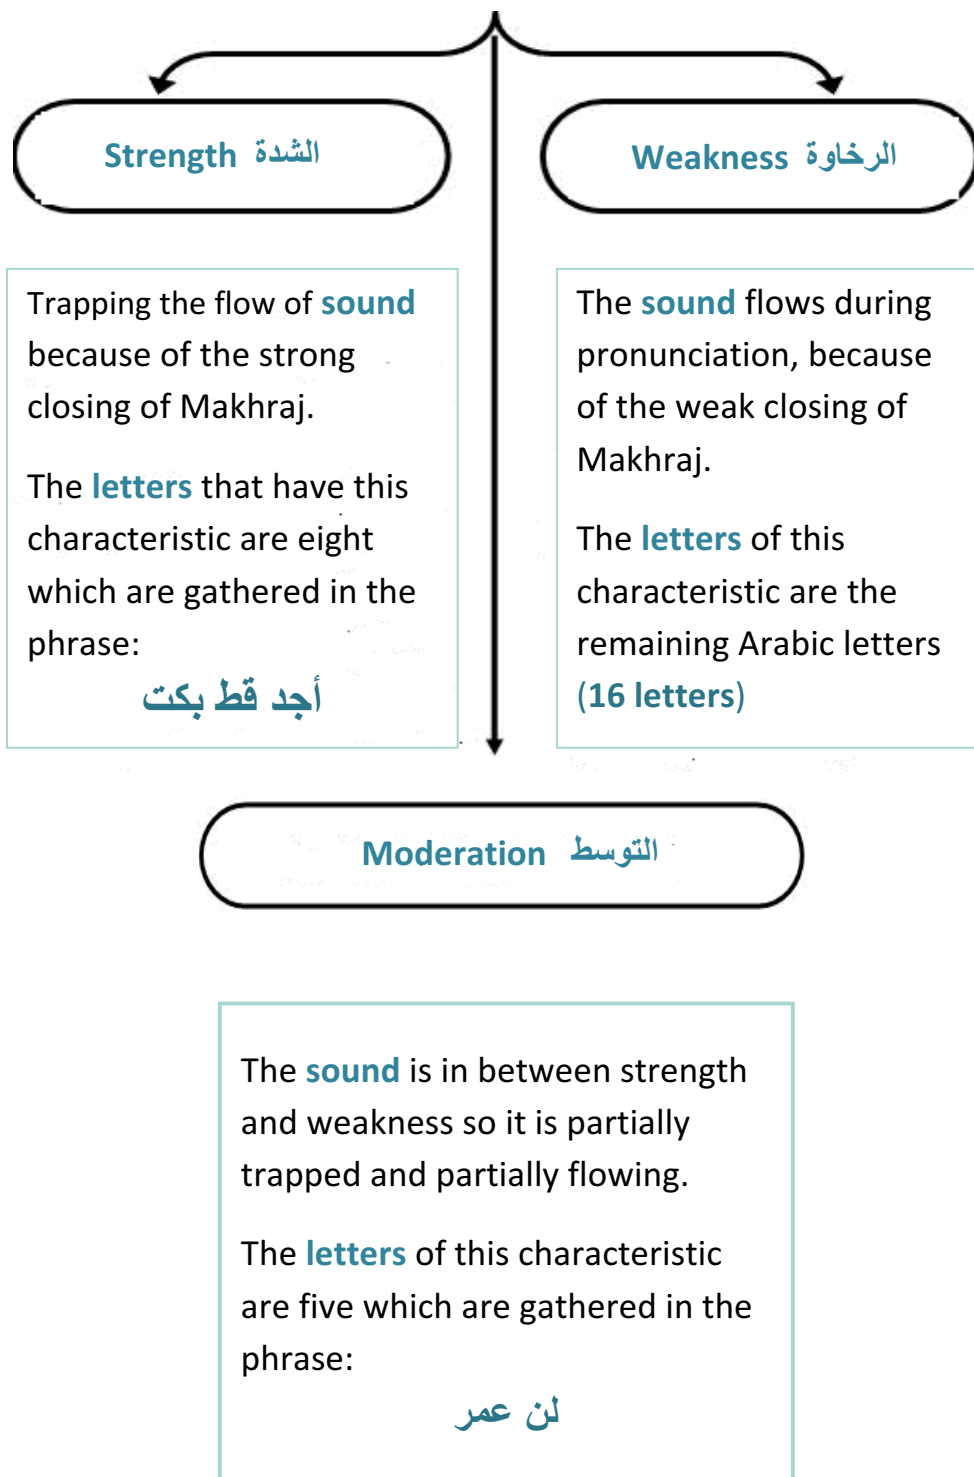 Strength الشدة
Weakness الرخاوة
Trapping the flow of sound
because of the strong
closing of Makhraj.
The letters that have this
characteristic are eight
which are gathered in the
phrase:
أجد قط بكت
The sound flows during
pronunciation, because
of the weak closing of
Makhraj.
The letters of this
characteristic are the
remaining Arabic letters
(16 letters)
Moderation التوسط
The sound is in between strength
and weakness so it is partially
trapped and partially flowing.
The letters of this characteristic
are five which are gathered in the
phrase:
لن عمر